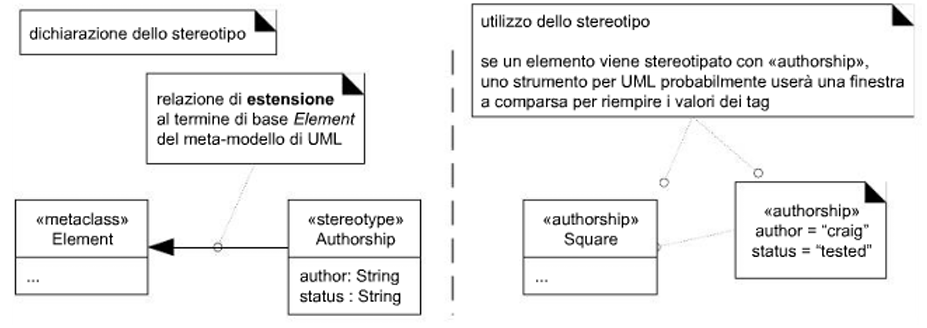 dichiarazione dello stereotipo
relazione di estensione
al termine di base Element
del meta-modello di UML
«metaclass»
Element
...
«stereotype»
Authorship
author: String
status : String
utilizzo dello stereotipo
se un elemento viene stereotipato con «authorship»,
uno strumento per UML probabilmente userà una finestra
a comparsa per riempire i valori dei tag
«authorship»
Square
...
«authorship»
author = “craig”
status = “tested”